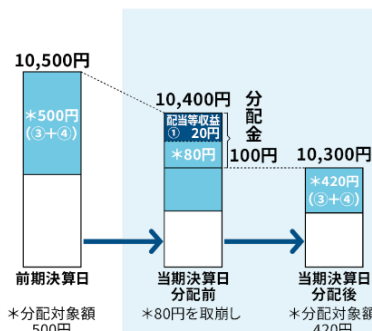 10,500円
＊500円
(③＋④)
前期決算日
＊分配対象額
500円
10,400円
配当等収益
① 20円
＊80円
分配金
100円
当期決算日
分配前
＊80円を取崩し
10,300円
＊420円
(③＋④)
当期決算日
分配後
＊分配対象額
420円